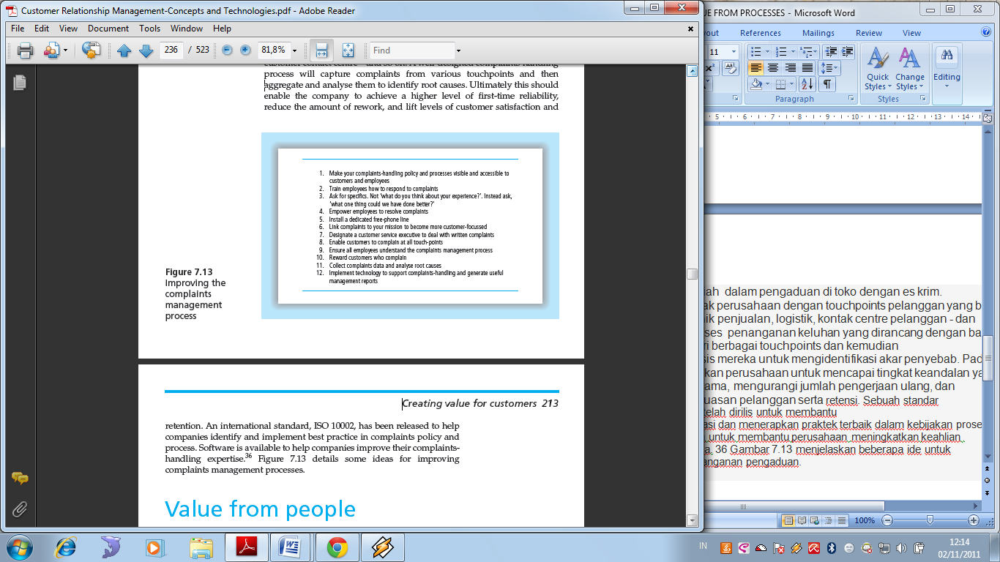 Customer Relationship Management-Concepts and Technologies.pdf - Adobe Reader
File Edit View Document Tools Window Help
236 / 523 81,8% Find
customer contact centre – and so on. A well-designed complaints-handling
process will capture complaints from various touchpoints and then
aggregate and analyse them to identify root causes. Ultimately this should
enable the company to achieve a higher level of first-time reliability,
reduce the amount of rework, and lift levels of customer satisfaction and
1. Make your complaints-handling policy and processes visible and accessible to
customers and employees
2. Train employees how to respond to complaints
3. Ask for specifics. Not 'what do you think about your experience?'. Instead ask,
'what one thing could we have done better?'
4. Empower employees to resolve complaints
5. Install a dedicated free-phone line
6. Link complaints to your mission to become more customer-focussed
7. Designate a customer service executive to deal with written complaints
8. Enable customers to complain at all touch-points
9. Ensure all employees understand the complaints management process
10. Reward customers who complain
11. Collect complaints data and analyse root causes
12. Implement technology to support complaints-handling and generate useful
management reports
Figure 7.13
Improving the
complaints
management
process
Creating value for customers 213
retention. An international standard, ISO 10002, has been released to help
companies identify and implement best practice in complaints policy and
process. Software is available to help companies improve their complaints-
handling expertise.36 Figure 7.13 details some ideas for improving
complaints management processes.
Value from people
UE FROM PROCESSES - Microsoft Word
yout References Mailings Review View
11
Quick
Styles
Change
Styles
Editing
Paragraph
Styles
5 6 7 8 9 10 11 12 13 14
ah dalam pengaduan di toko dengan es krim.
ak perusahaan dengan touchpoints pelanggan yang b
ik penjualan, logistik, kontak centre pelanggan - dan
ses penanganan keluhan yang dirancang dengan ba
ri berbagai touchpoints dan kemudian
sis mereka untuk mengidentifikasi akar penyebab. Pad
kan perusahaan untuk mencapai tingkat keandalan ya
ama, mengurangi jumlah pengerjaan ulang, dan
uasan pelanggan serta retensi. Sebuah standar
telah dirilis untuk membantu
asi dan menerapkan praktek terbaik dalam kebijakan prose
untuk membantu perusahaan meningkatkan keahlian
a. 36 Gambar 7.13 menjelaskan beberapa ide untuk
anganan pengaduan.
100%
IN
12:14
02/11/2011